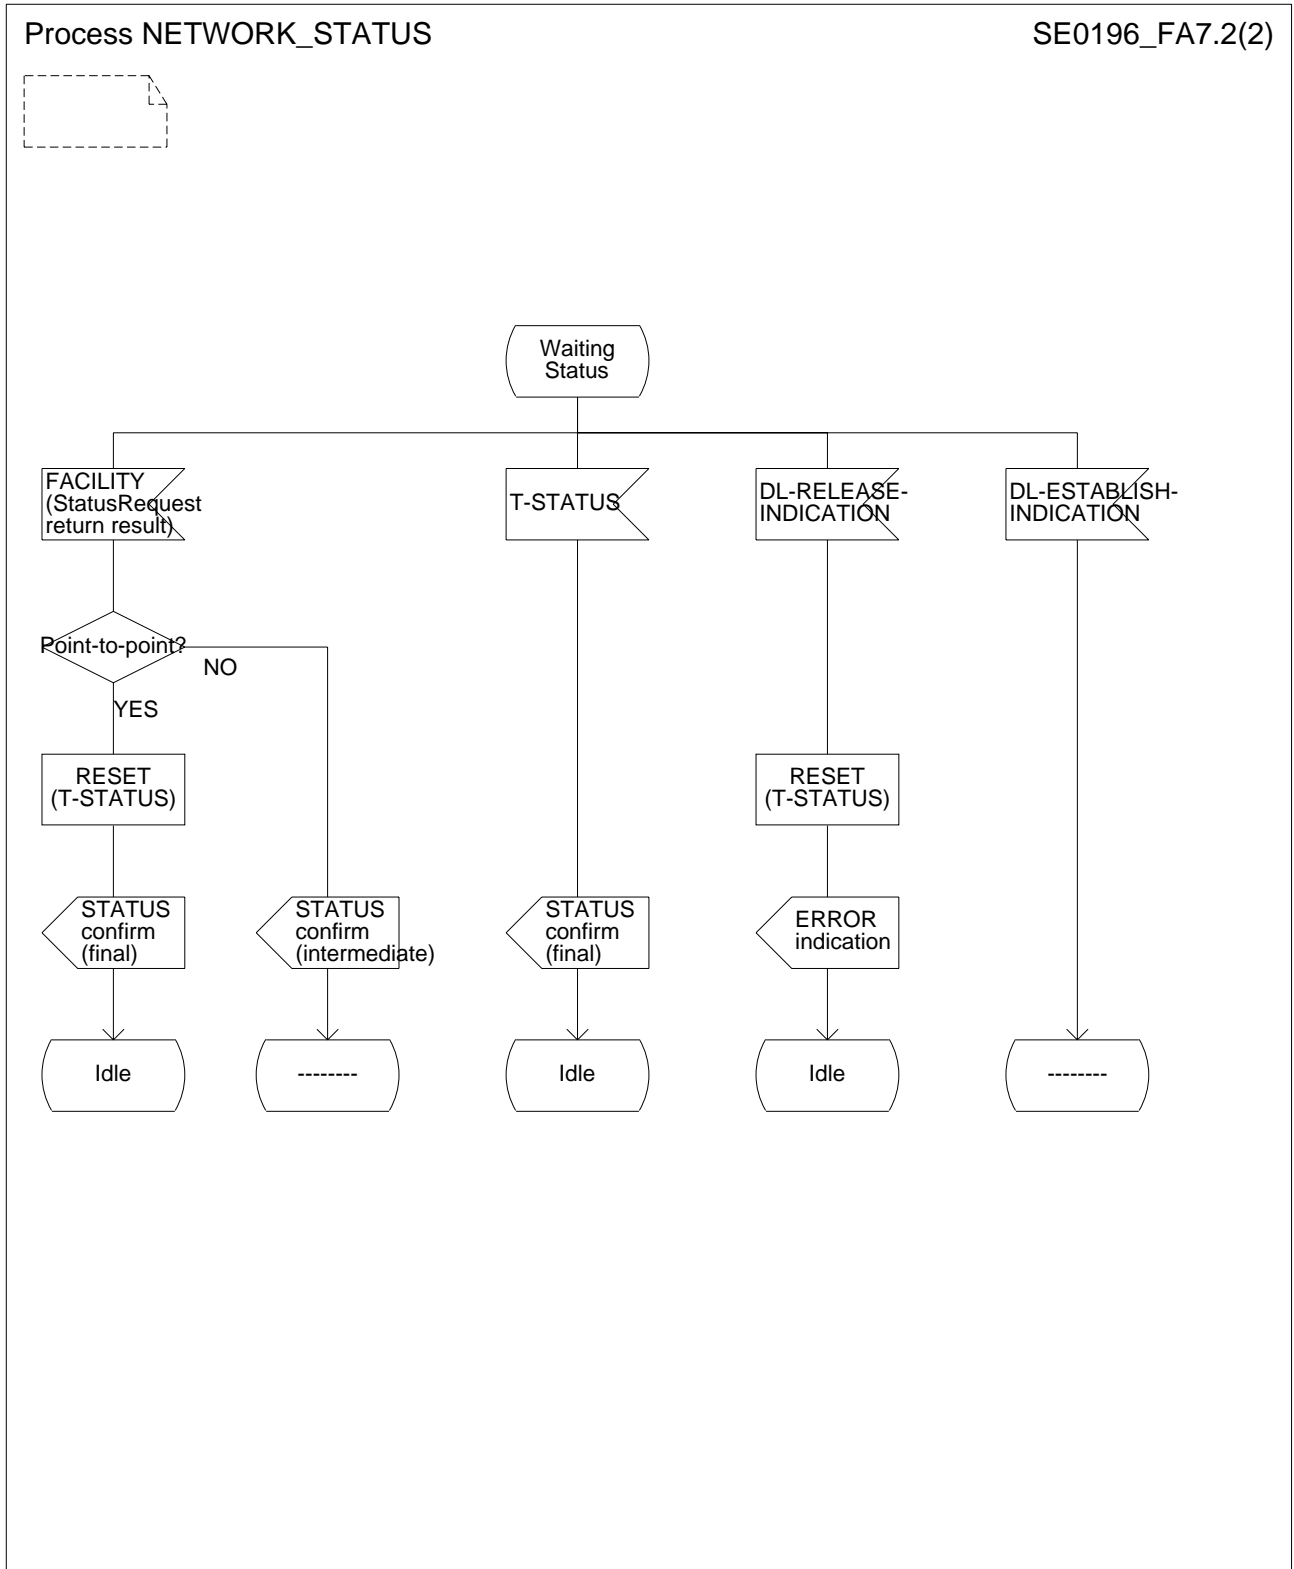 Process NETWORK_STATUS
SE0196_FA7.2(2)
Waiting
Status
FACILITY
(StatusRequest
return result)
T-STATUS
DL-RELEASE-
INDICATION
DL-ESTABLISH-
INDICATION
Point-to-point?
NO
YES
RESET
(T-STATUS)
RESET
(T-STATUS)
STATUS
confirm
(final)
STATUS
confirm
(intermediate)
STATUS
confirm
(final)
ERROR
indication
Idle
--------
Idle
Idle
--------